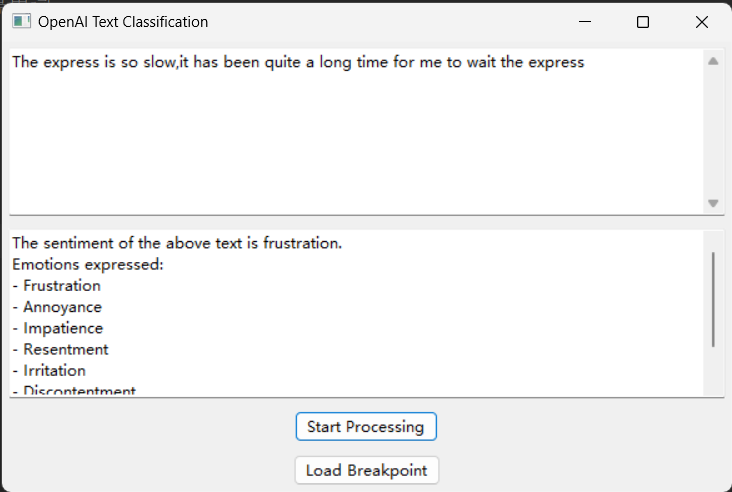 OpenAI Text Classification
The express is so slow,it has been quite a long time for me to wait the express
The sentiment of the above text is frustration.
Emotions expressed:
- Frustration
- Annoyance
- Impatience
- Resentment
- Irritation
- Discontentment
Start Processing
Load Breakpoint